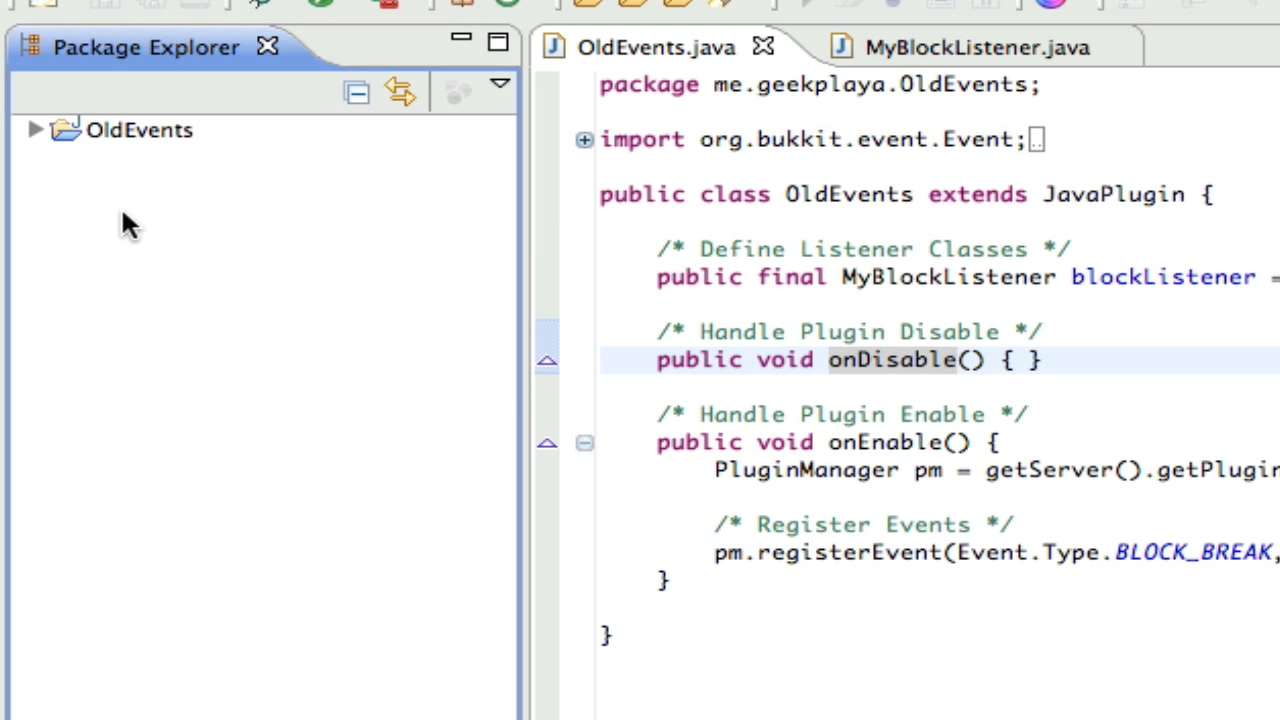 Package Explorer
OldEvents.java
MyBlockListener.java
OldEvents
package me.geekplaya.OldEvents;
import org.bukkit.event.Event;
public class OldEvents extends JavaPlugin {
/* Define Listener Classes */
public final MyBlockListener blockListener =
/* Handle Plugin Disable */
public void onDisable() { }
/* Handle Plugin Enable */
public void onEnable() {
PluginManager pm = getServer().getPlugin
/* Register Events */
pm.registerEvent(Event.Type.BLOCK_BREAK,
}
}